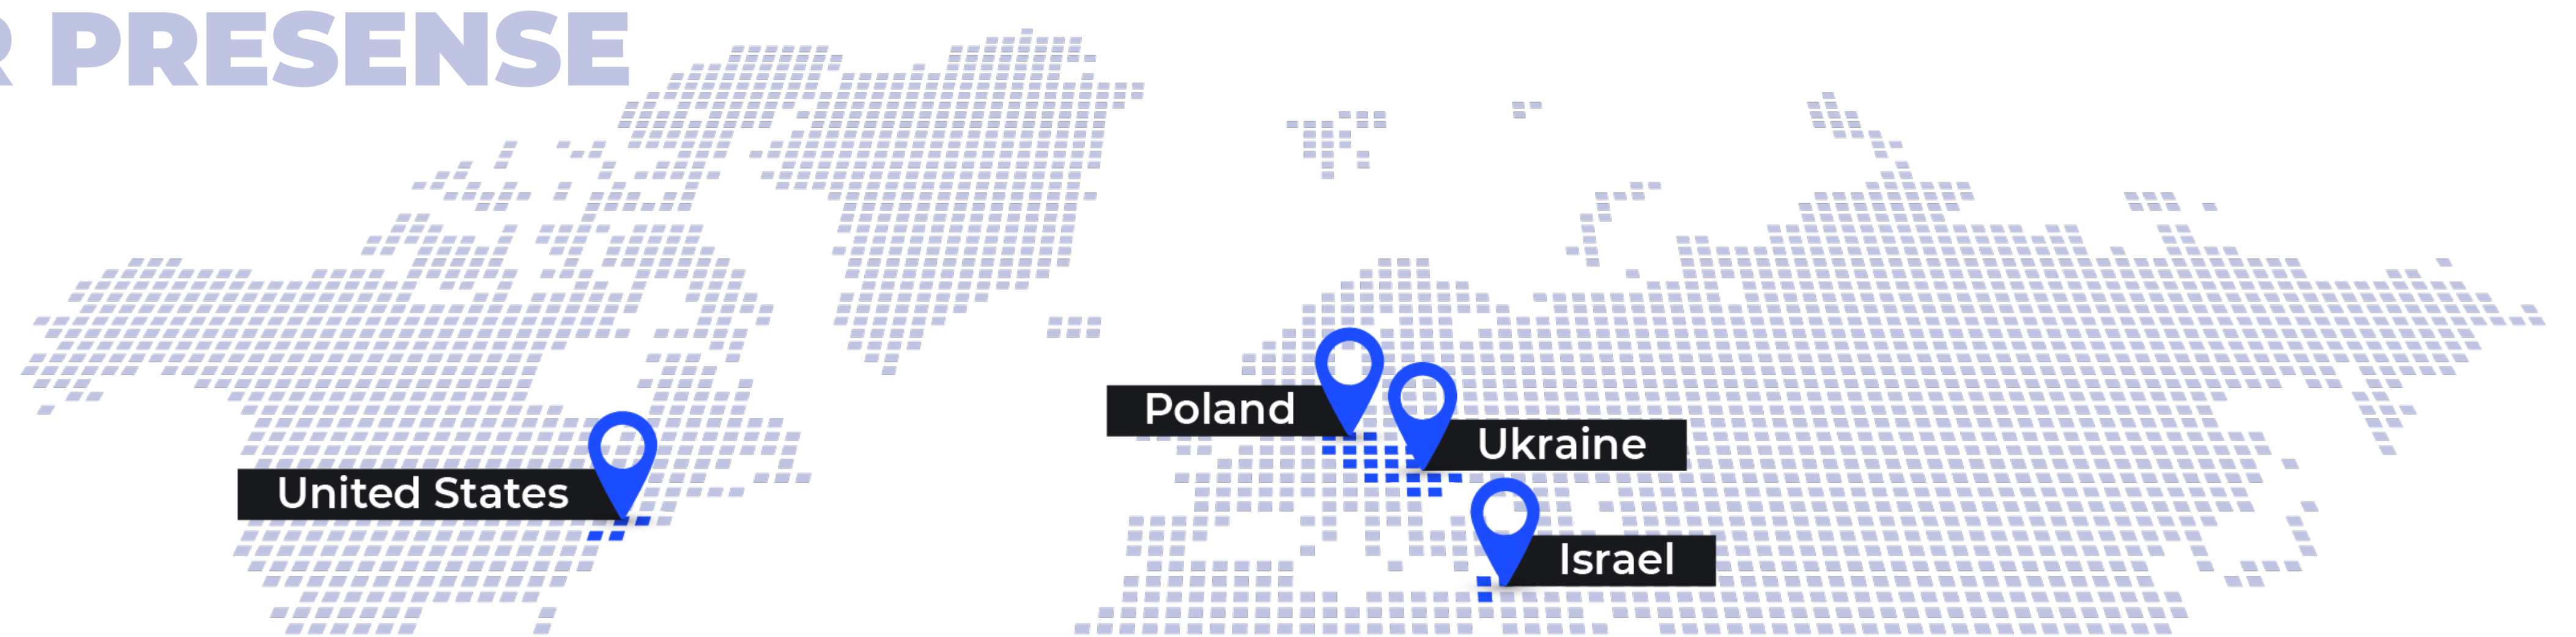 R PRESENSE
Poland
Ukraine
United States
Israel